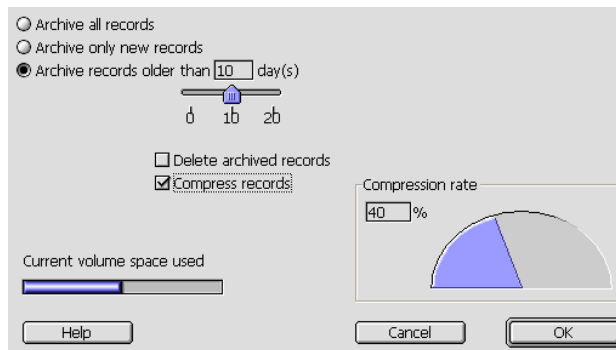 Archive all records
Archive only new records
Archive records older than 10 day(s)
0 10 20
Delete archived records
Compress records
Compression rate
40 %
Current volume space used
Help Cancel OK